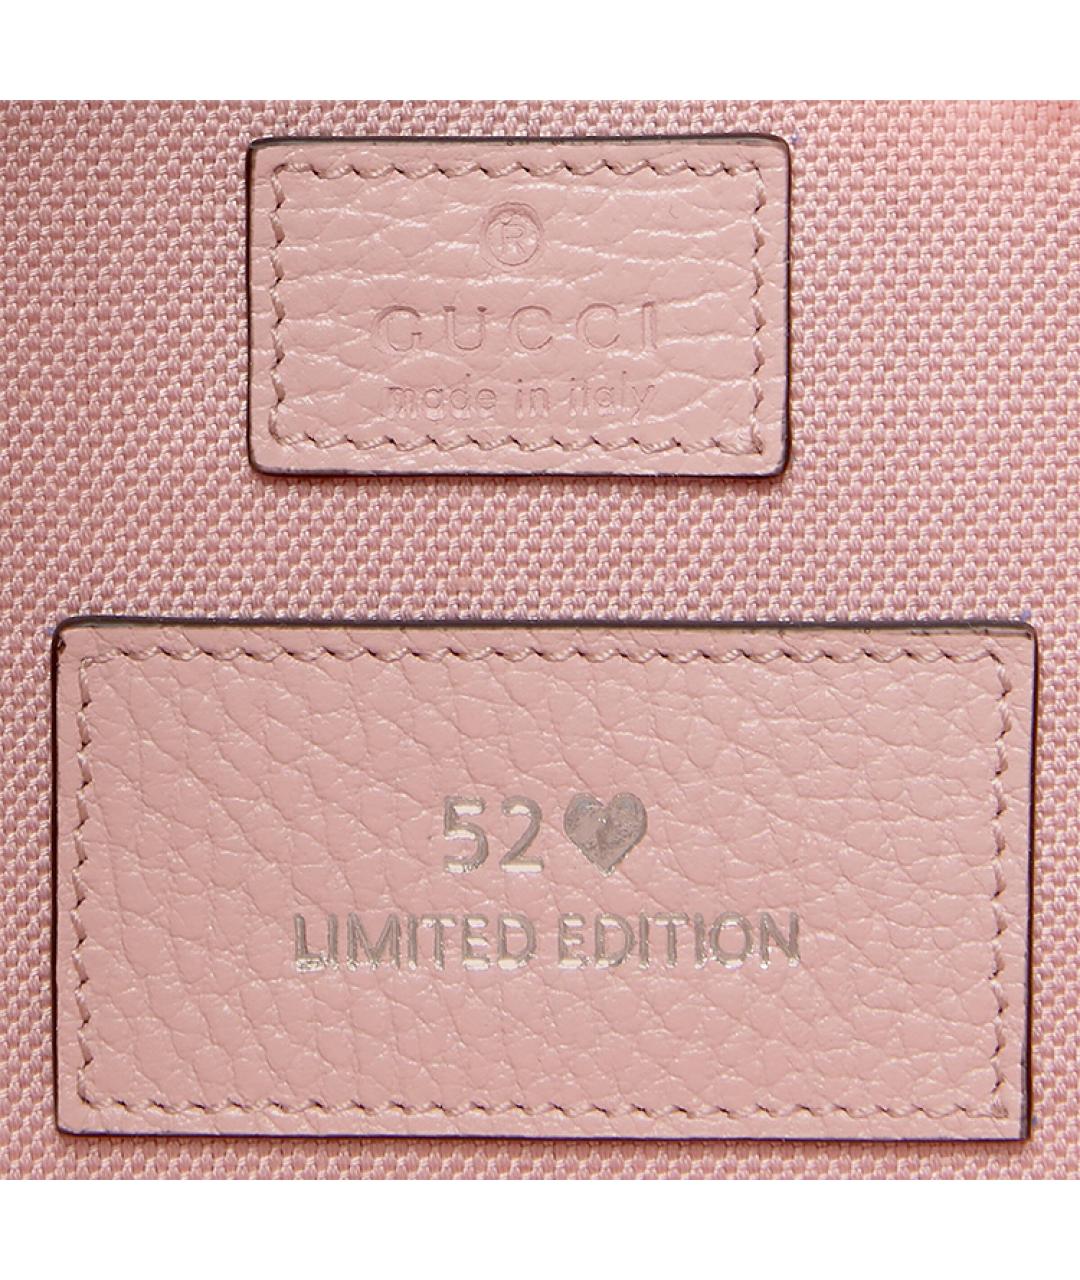 ®
GUCCI
made in italy
52♥
LIMITED EDITION